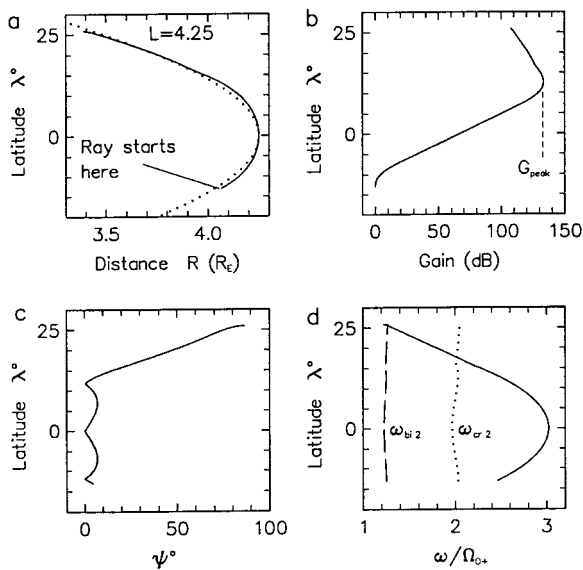 a
25
L=4.25
Latitude λ°
0
Ray starts
here
3.5
4.0
Distance R (R_E)
b
25
Latitude λ°
0
G_peak
0
50
100
150
Gain (dB)
c
25
Latitude λ°
0
0
50
100
ψ°
d
25
Latitude λ°
0
ω_bi 2
ω_cr 2
1
2
3
ω/Ω_O+